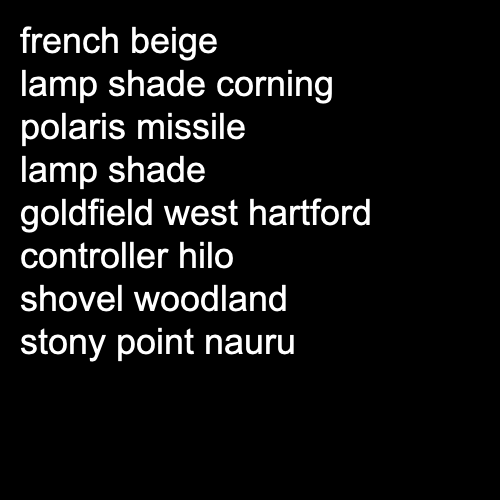 french beige
lamp shade corning
polaris missile
lamp shade
goldfield west hartford
controller hilo
shovel woodland
stony point nauru